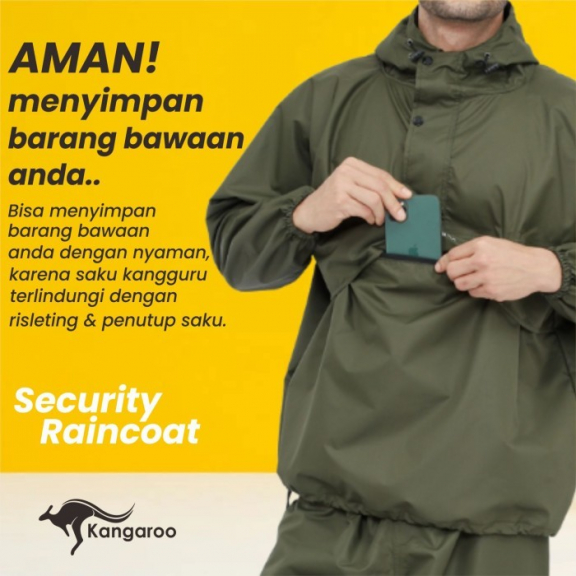 AMAN!
menyimpan
barang bawaan
anda..
Bisa menyimpan
barang bawaan
anda dengan nyaman,
karena saku kangguru
terlindungi dengan
risleting & penutup saku.
Security
Raincoat
Kangaroo